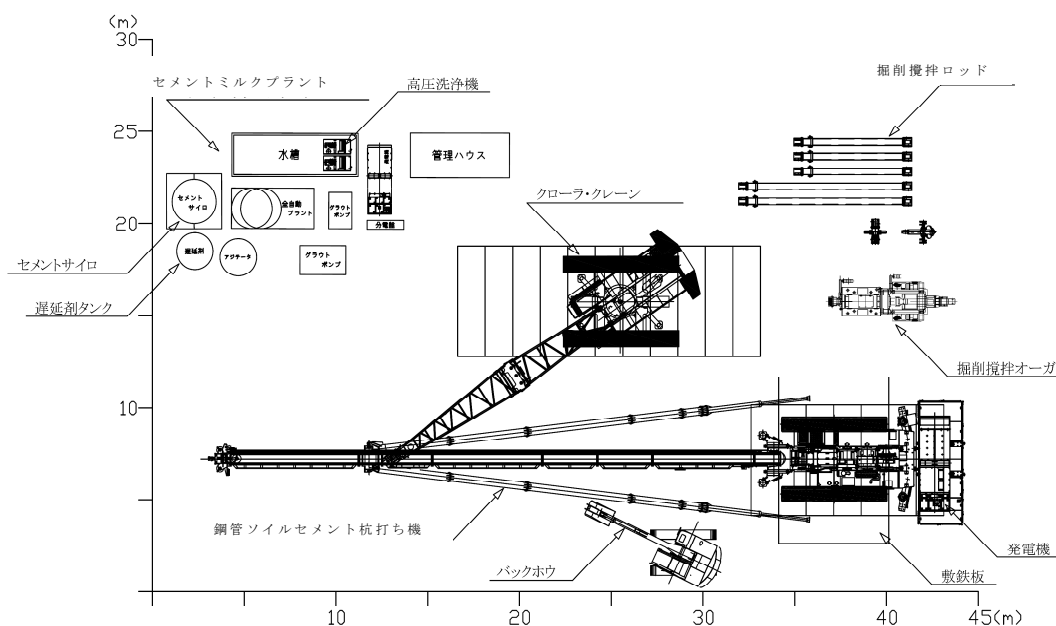 (m)
30
セメントミルクプラント
高圧洗浄機
掘削攪拌ロッド
25
水槽
管理ハウス
セメント
サイロ
全自動
プラント
グラウト
ポンプ
クローラ・クレーン
20
分電盤
遅延剤
アジテータ
グラウト
ポンプ
セメントサイロ
遅延剤タンク
掘削攪拌オーガ
10
鋼管ソイルセメント杭打ち機
バックホウ
発電機
敷鉄板
10
20
30
40
45(m)